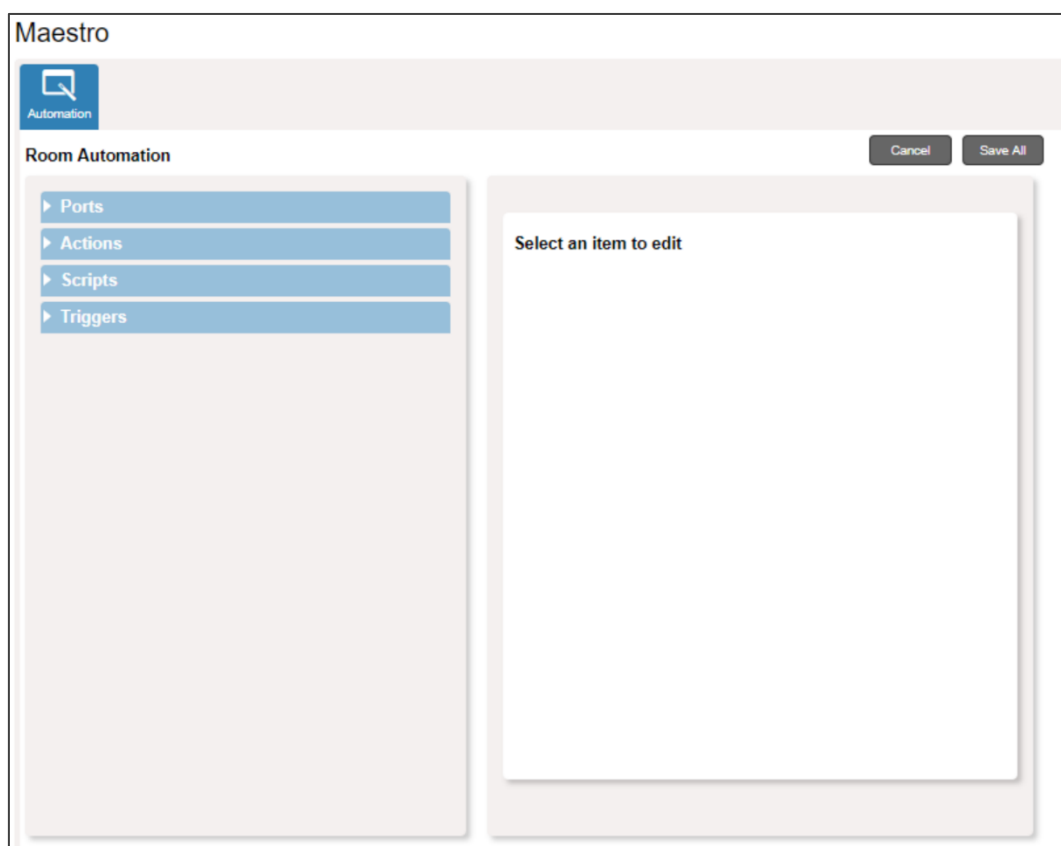 Maestro
Automation
Room Automation
Cancel
Save All
Ports
Actions
Scripts
Triggers
Select an item to edit